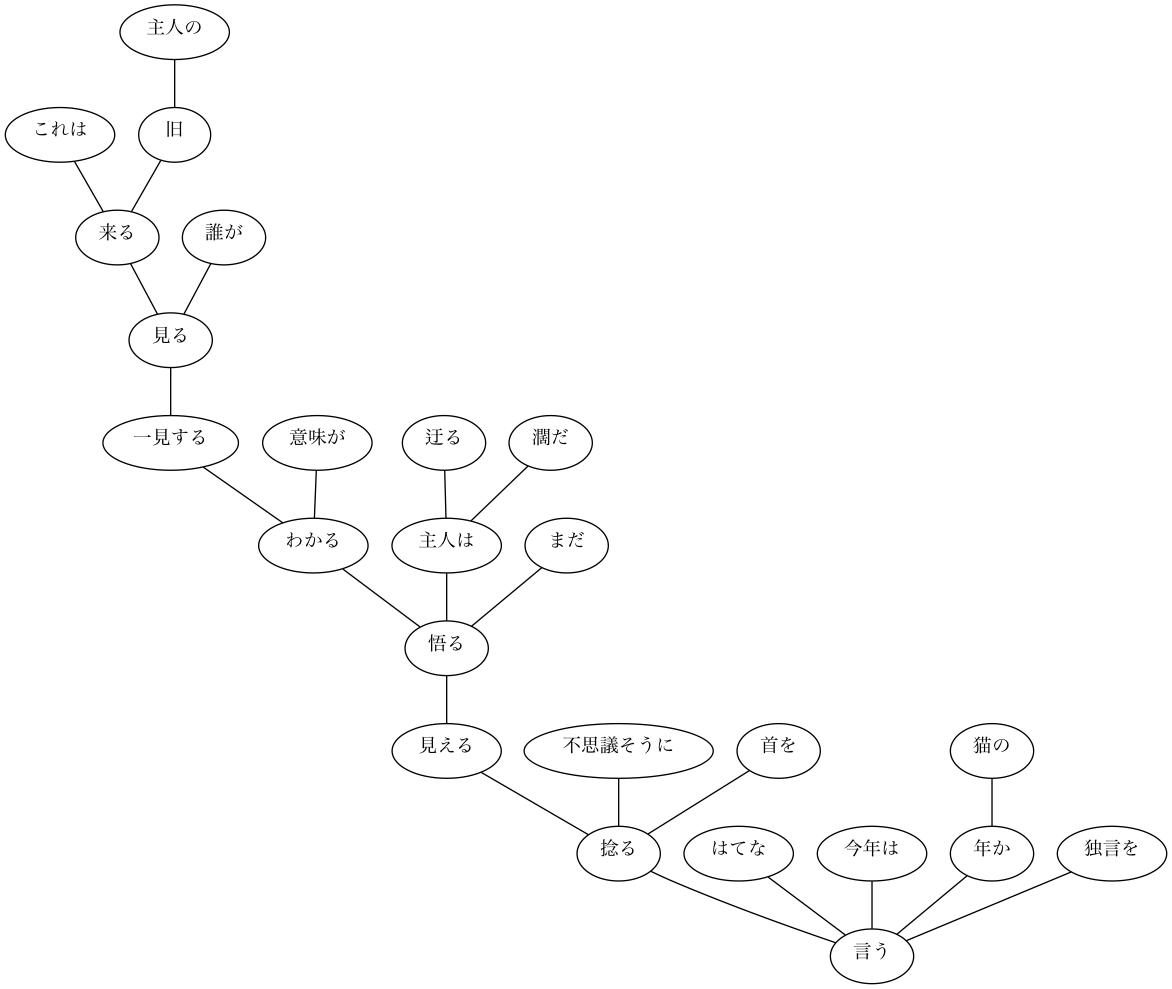 主人の
これは
旧
来る
誰が
見る
一見する
意味が
迂る
濶だ
わかる
主人は
まだ
悟る
見える
不思議そうに
首を
猫の
捻る
はてな
今年は
年か
独言を
言う